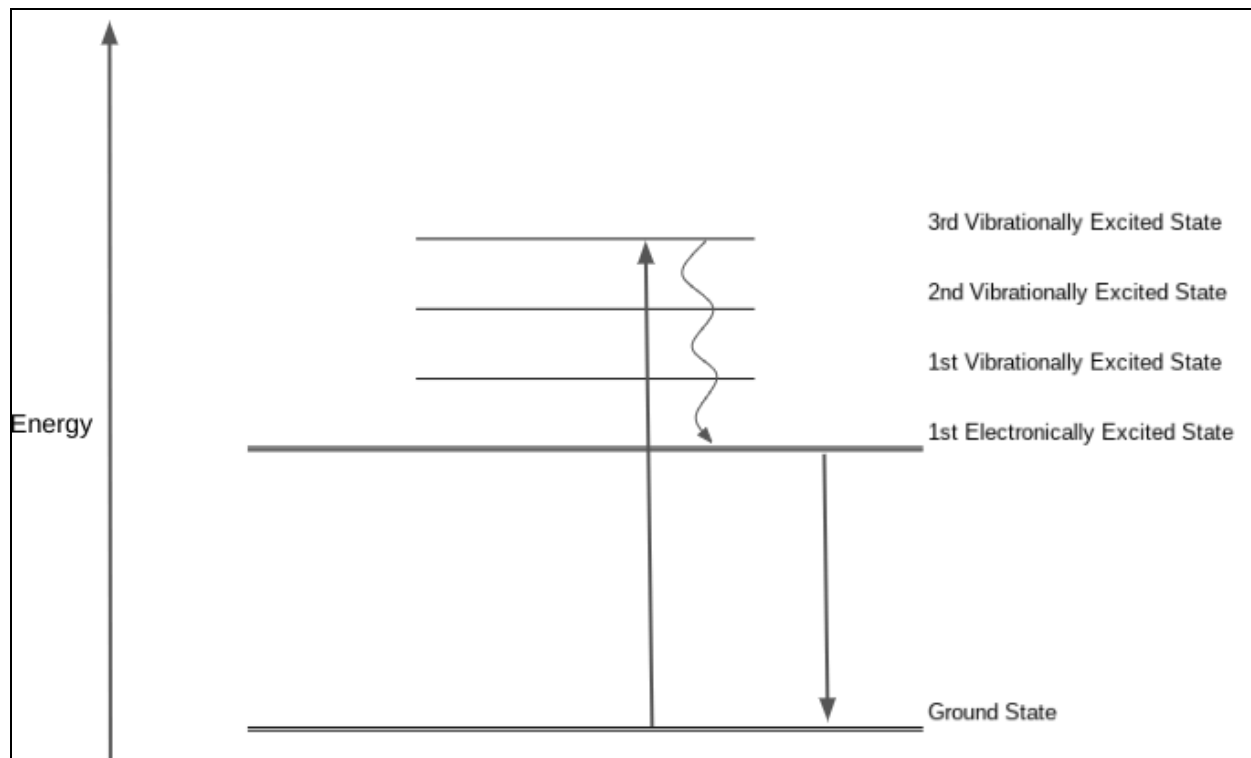 3rd Vibrationally Excited State
2nd Vibrationally Excited State
1st Vibrationally Excited State
Energy
1st Electronically Excited State
Ground State